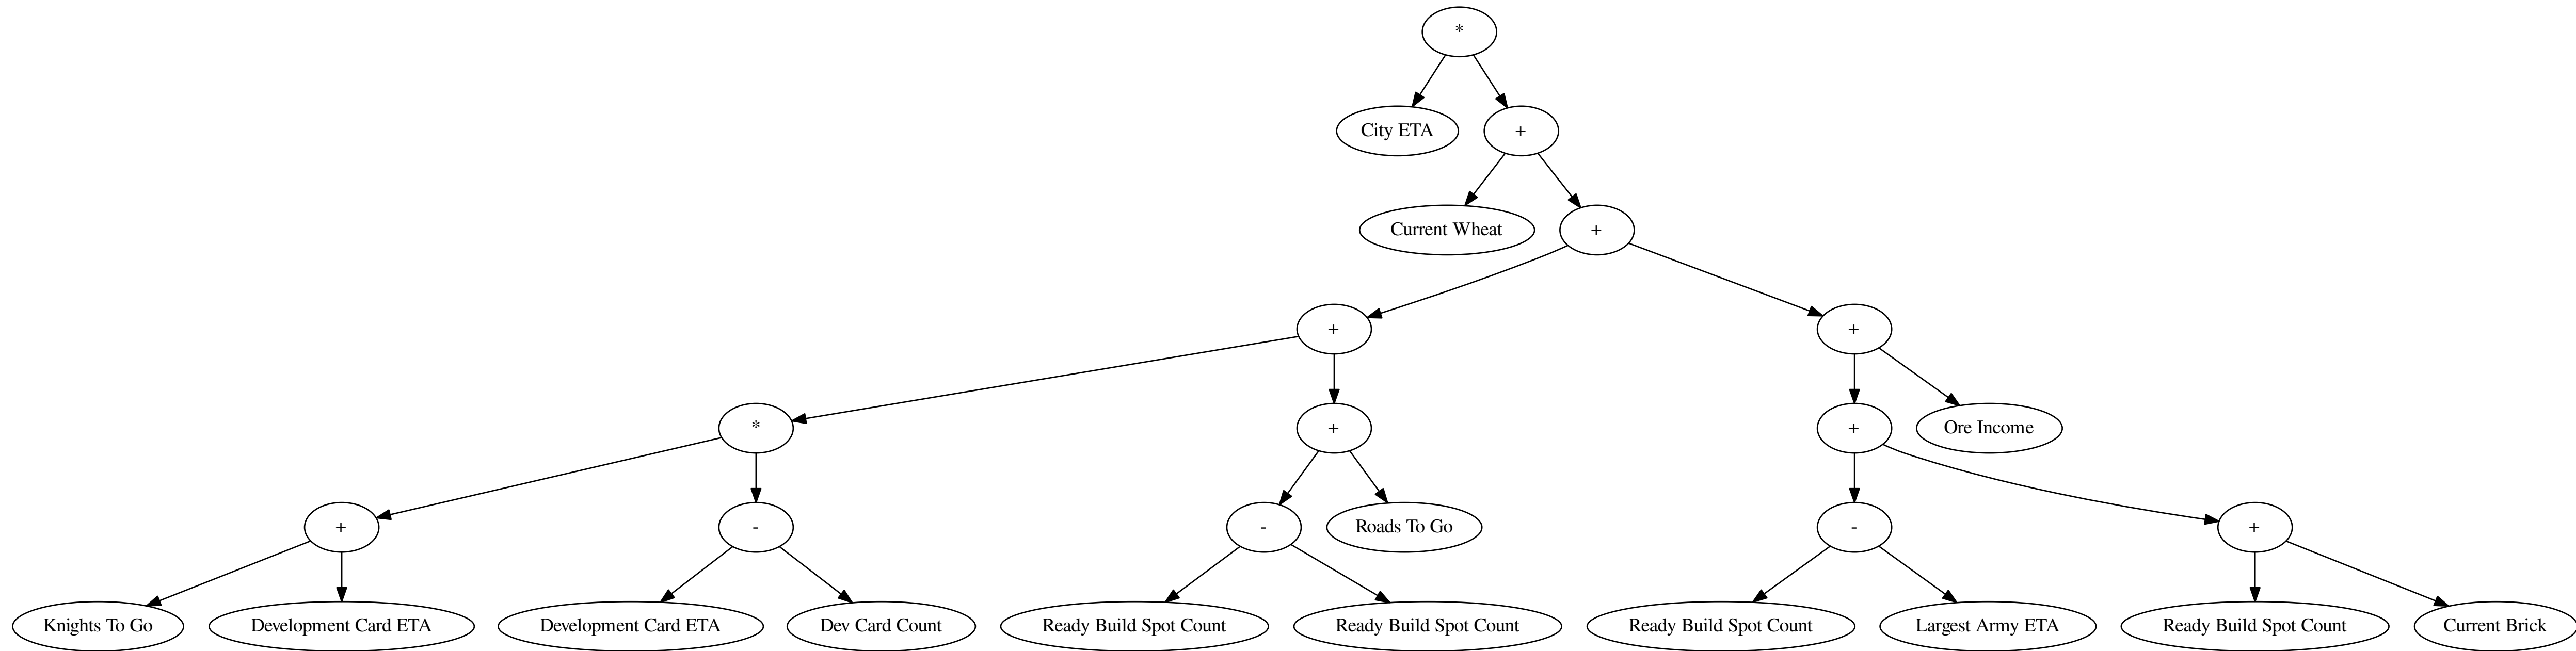 *
City ETA
+
Current Wheat
+
+
+
*
+
+
Ore Income
+
-
-
Roads To Go
-
+
Knights To Go
Development Card ETA
Development Card ETA
Dev Card Count
Ready Build Spot Count
Ready Build Spot Count
Ready Build Spot Count
Largest Army ETA
Ready Build Spot Count
Current Brick